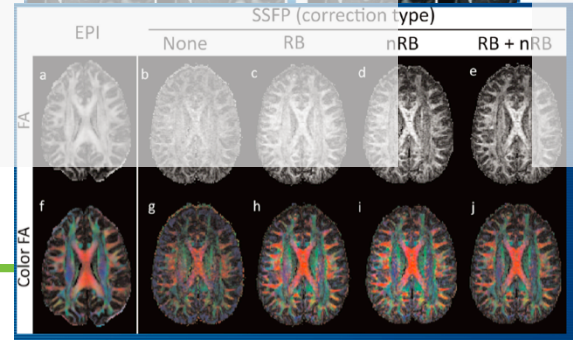 SSFP (correction type)
EPI
None RB nRB RB + nRB
FA
a b c d e
Color FA
f g h i j